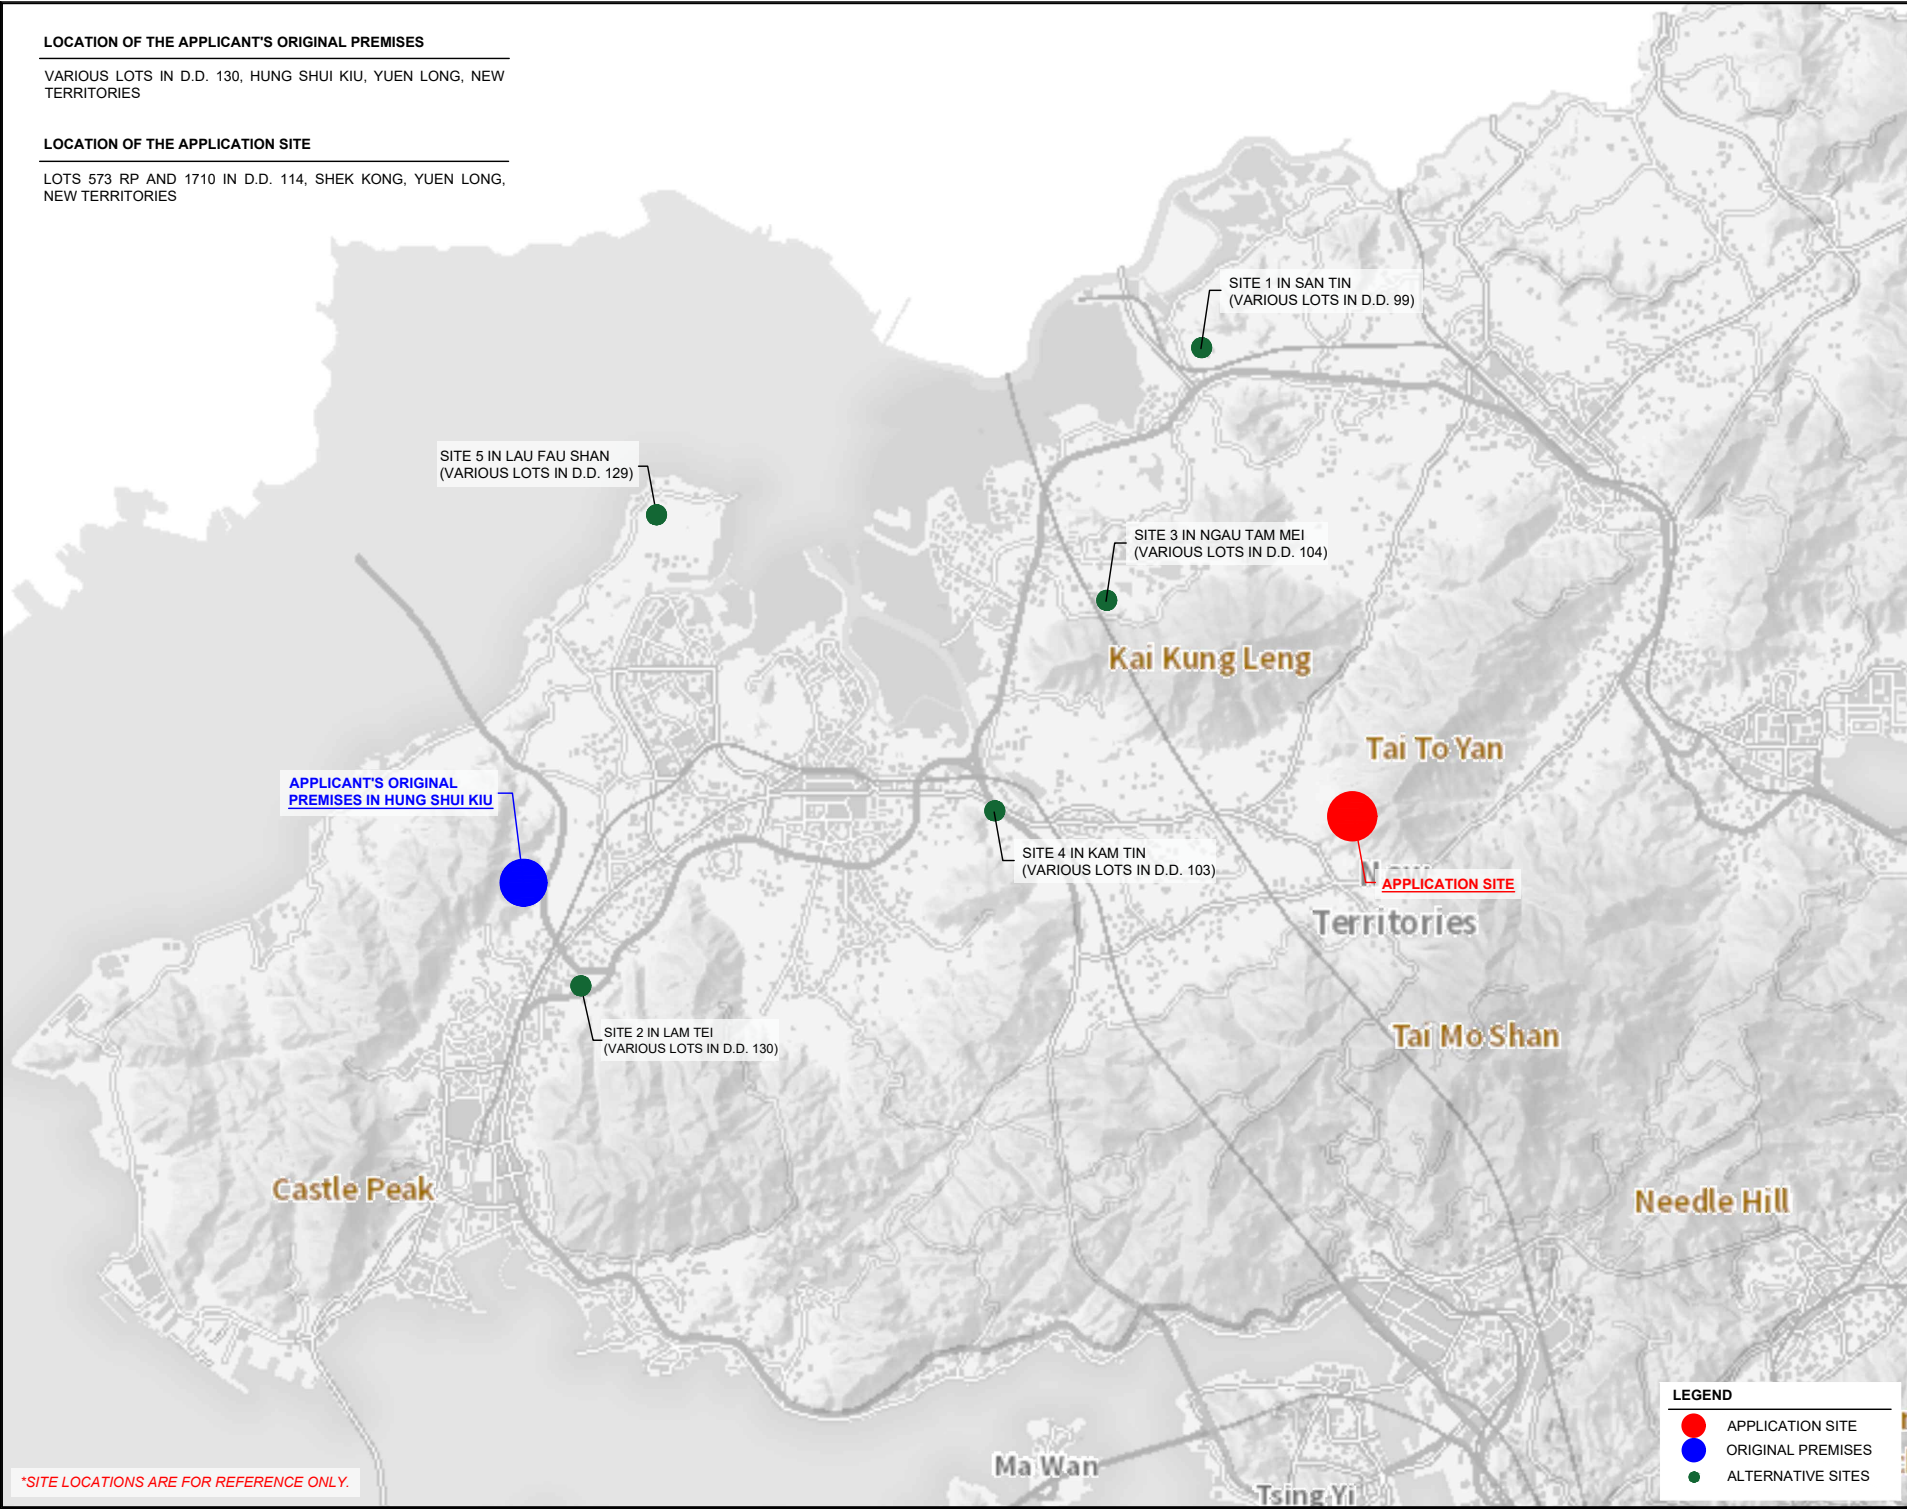 LOCATION OF THE APPLICANT'S ORIGINAL PREMISES
VARIOUS LOTS IN D.D. 130, HUNG SHUI KIU, YUEN LONG, NEW
TERRITORIES
LOCATION OF THE APPLICATION SITE
LOTS 573 RP AND 1710 IN D.D. 114, SHEK KONG, YUEN LONG,
NEW TERRITORIES
SITE 1 IN SAN TIN
(VARIOUS LOTS IN D.D. 99)
SITE 5 IN LAU FAU SHAN
(VARIOUS LOTS IN D.D. 129)
SITE 3 IN NGAU TAM MEI
(VARIOUS LOTS IN D.D. 104)
Kai Kung Leng
Tai To Yan
APPLICANT'S ORIGINAL
PREMISES IN HUNG SHUI KIU
SITE 4 IN KAM TIN
(VARIOUS LOTS IN D.D. 103)
New
APPLICATION SITE
Territories
SITE 2 IN LAM TEI
(VARIOUS LOTS IN D.D. 130)
Tai Mo Shan
Castle Peak
Needle Hill
Ma Wan
Tsing Yi
LEGEND
APPLICATION SITE
ORIGINAL PREMISES
ALTERNATIVE SITES
*SITE LOCATIONS ARE FOR REFERENCE ONLY.